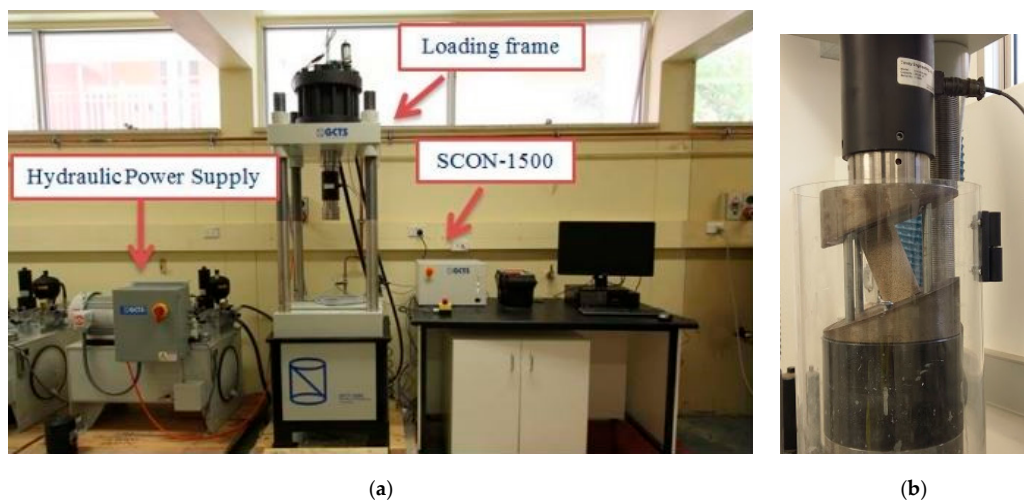 Loading frame
GCTS
SCON-1500
Hydraulic Power Supply
GCTS
GCTS
(a)
(b)